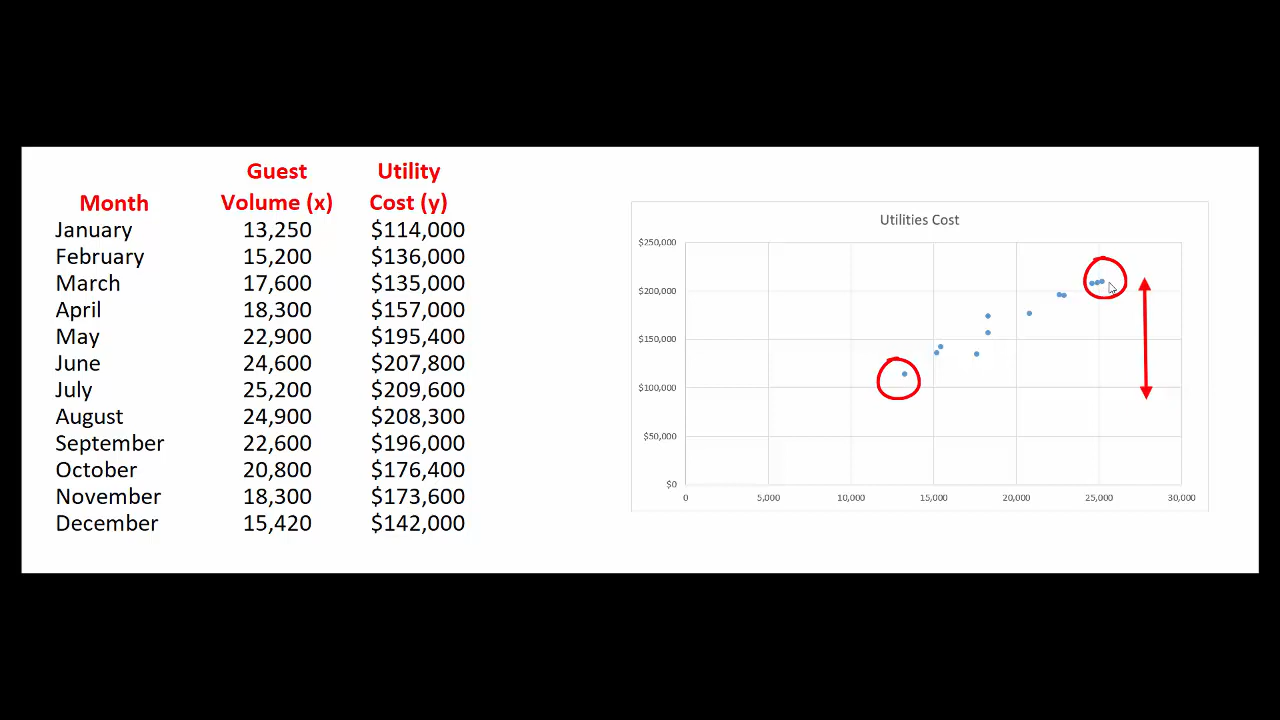 Guest Utility
Month Volume (x) Cost (y)
January 13,250 $114,000
February 15,200 $136,000
March 17,600 $135,000
April 18,300 $157,000
May 22,900 $195,400
June 24,600 $207,800
July 25,200 $209,600
August 24,900 $208,300
September 22,600 $196,000
October 20,800 $176,400
November 18,300 $173,600
December 15,420 $142,000
Utilities Cost
$250,000
$200,000
$150,000
$100,000
$50,000
$0
0 5,000 10,000 15,000 20,000 25,000 30,000